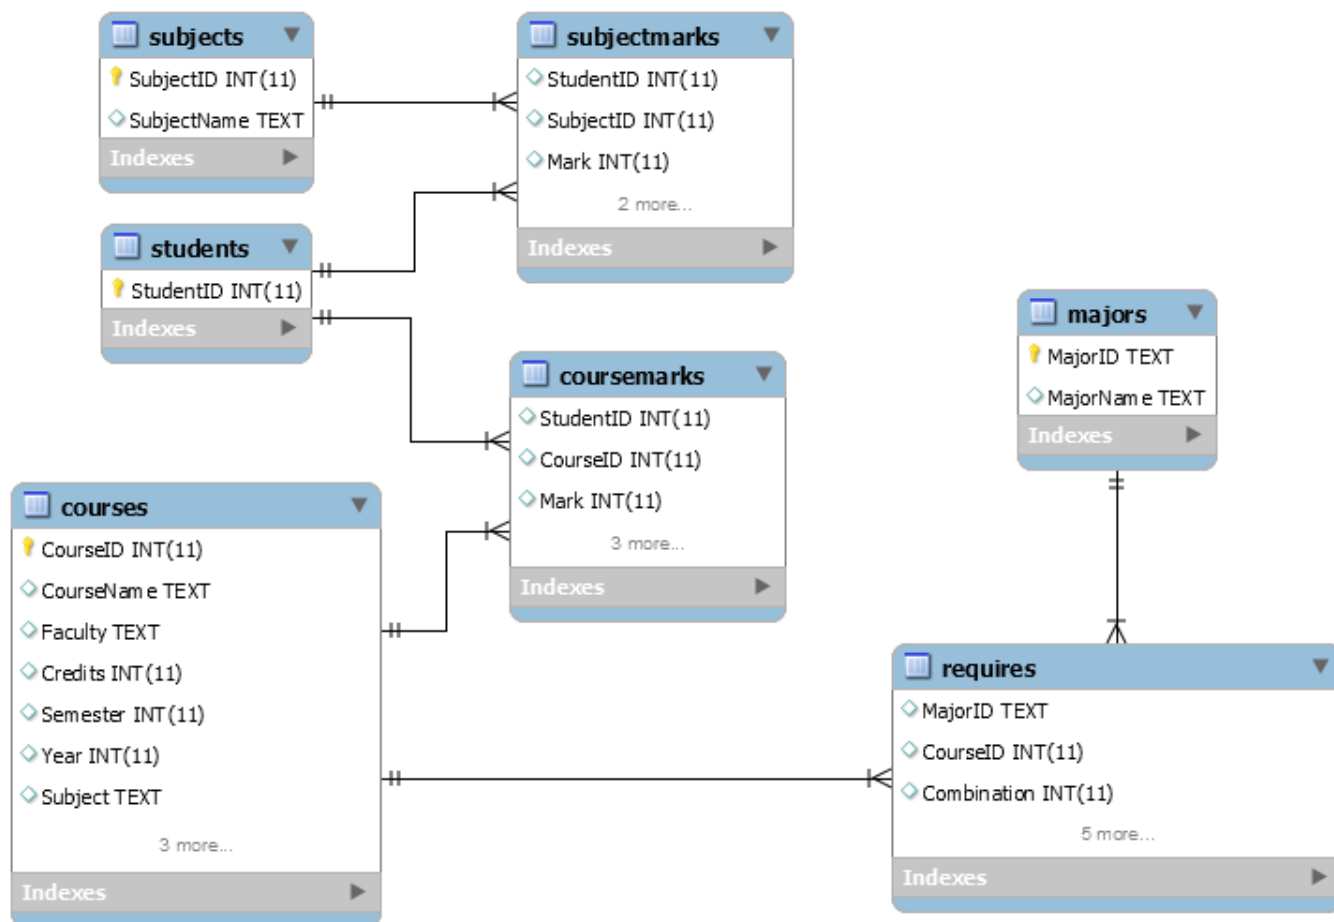 subjects
SubjectID INT(11)
SubjectName TEXT
Indexes
subjectmarks
StudentID INT(11)
SubjectID INT(11)
Mark INT(11)
2 more...
Indexes
students
StudentID INT(11)
Indexes
coursemarks
StudentID INT(11)
CourseID INT(11)
Mark INT(11)
3 more...
Indexes
majors
MajorID TEXT
MajorName TEXT
Indexes
courses
CourseID INT(11)
CourseName TEXT
Faculty TEXT
Credits INT(11)
Semester INT(11)
Year INT(11)
Subject TEXT
3 more...
Indexes
requires
MajorID TEXT
CourseID INT(11)
Combination INT(11)
5 more...
Indexes